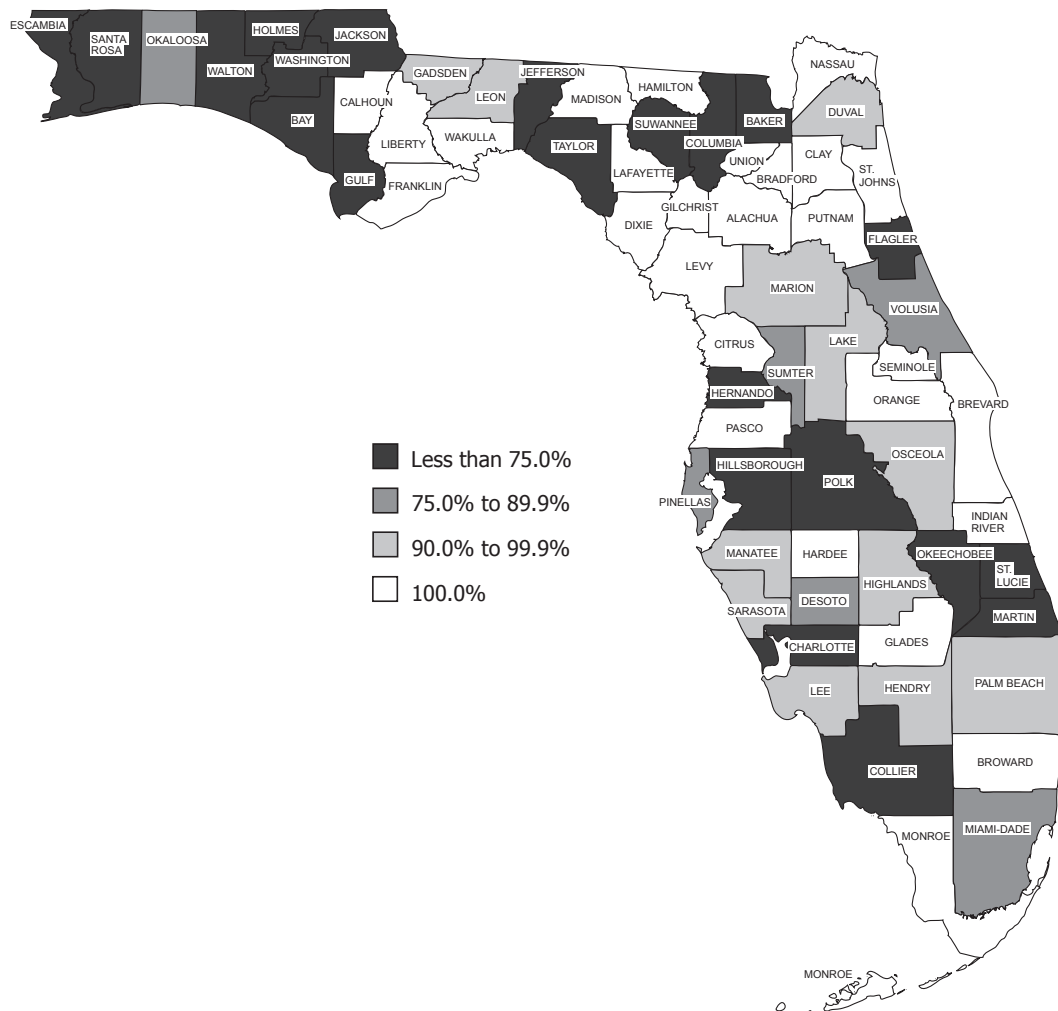 ESCAMBIA
SANTA
ROSA
OKALOOSA
HOLMES
JACKSON
WALTON
WASHINGTON
BAY
CALHOUN
GULF
LIBERTY
FRANKLIN
GADSDEN
LEON
WAKULLA
JEFFERSON
MADISON
TAYLOR
HAMILTON
SUWANNEE
LAFAYETTE
DIXIE
COLUMBIA
BAKER
NASSAU
DUVAL
UNION
BRADFORD
CLAY
ST.
JOHNS
GILCHRIST
ALACHUA
PUTNAM
FLAGLER
LEVY
MARION
VOLUSIA
CITRUS
SUMTER
LAKE
SEMINOLE
HERNANDO
ORANGE
BREVARD
PASCO
HILLSBOROUGH
POLK
OSCEOLA
PINELLAS
INDIAN
RIVER
MANATEE
HARDEE
HIGHLANDS
OKEECHOBEE
ST.
LUCIE
SARASOTA
DESOTO
MARTIN
CHARLOTTE
GLADES
LEE
HENDRY
PALM BEACH
COLLIER
BROWARD
MONROE
MIAMI-DADE
MONROE
Less than 75.0%
75.0% to 89.9%
90.0% to 99.9%
100.0%